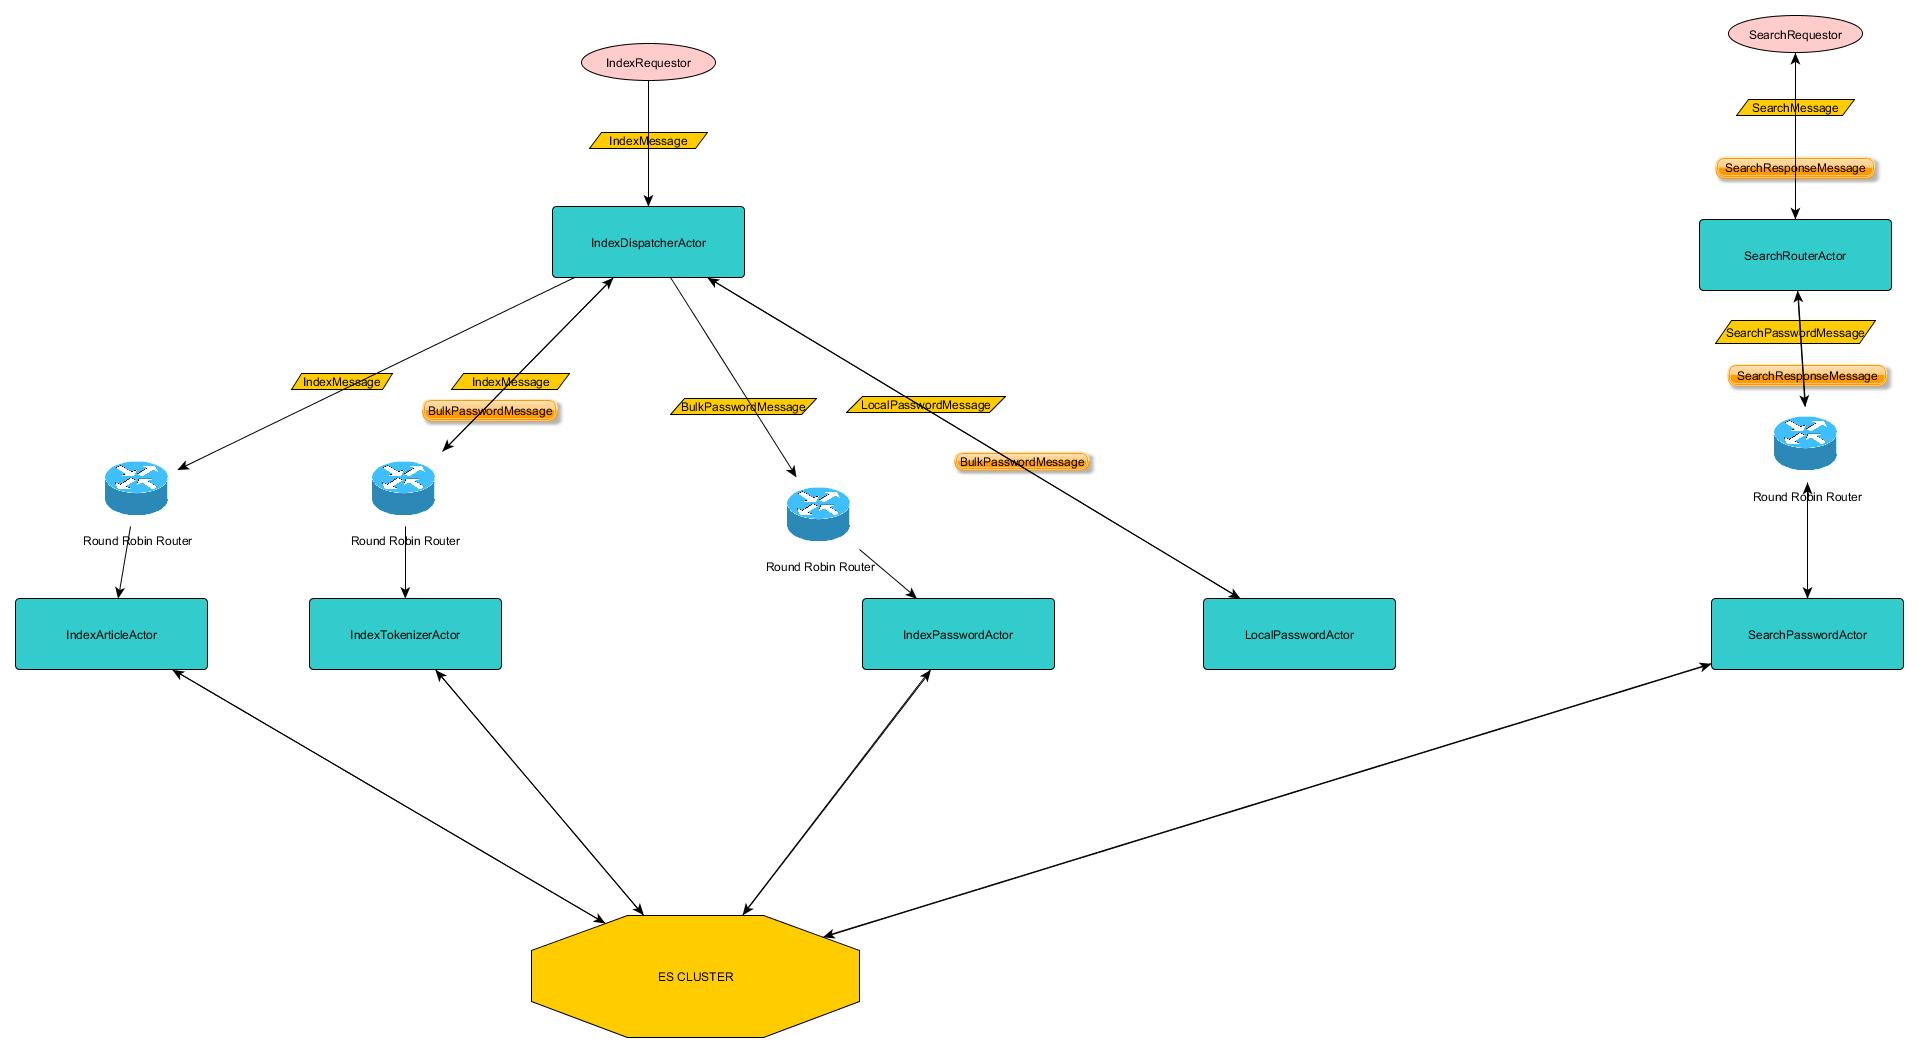 SearchRequestor
IndexRequestor
SearchMessage
IndexMessage
SearchResponseMessage
IndexDispatcherActor
SearchRouterActor
SearchPasswordMessage
SearchResponseMessage
IndexMessage
IndexMessage
BulkPasswordMessage
BulkPasswordMessage
LocalPasswordMessage
BulkPasswordMessage
Round Robin Router
Round Robin Router
Round Robin Router
Round Robin Router
IndexArticleActor
IndexTokenizerActor
IndexPasswordActor
LocalPasswordActor
SearchPasswordActor
ES CLUSTER